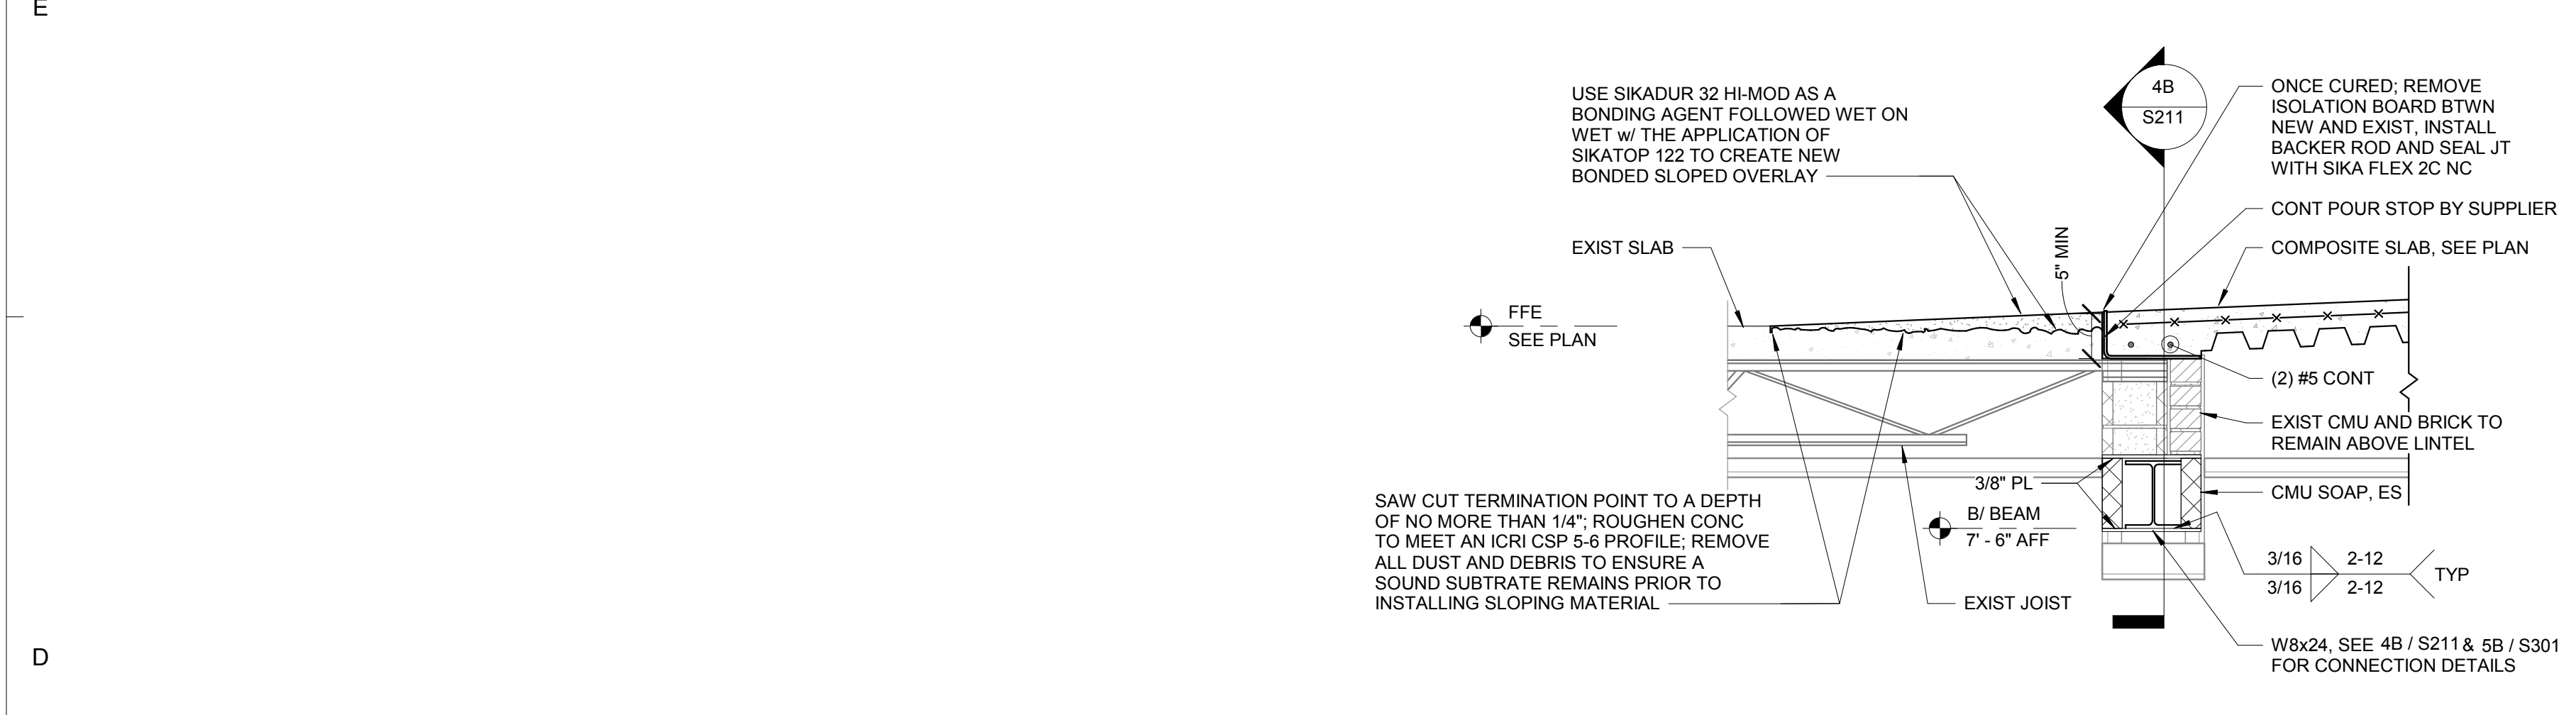 E
USE SIKADUR 32 HI-MOD AS A
BONDING AGENT FOLLOWED WET ON
WET w/ THE APPLICATION OF
SIKATOP 122 TO CREATE NEW
BONDED SLOPED OVERLAY
4B
S211
ONCE CURED; REMOVE
ISOLATION BOARD BTWN
NEW AND EXIST, INSTALL
BACKER ROD AND SEAL JT
WITH SIKA FLEX 2C NC
CONT POUR STOP BY SUPPLIER
EXIST SLAB
5" MIN
COMPOSITE SLAB, SEE PLAN
FFE
SEE PLAN
(2) #5 CONT
EXIST CMU AND BRICK TO
REMAIN ABOVE LINTEL
3/8" PL
CMU SOAP, ES
SAW CUT TERMINATION POINT TO A DEPTH
OF NO MORE THAN 1/4"; ROUGHEN CONC
TO MEET AN ICRI CSP 5-6 PROFILE; REMOVE
ALL DUST AND DEBRIS TO ENSURE A
SOUND SUBTRATE REMAINS PRIOR TO
INSTALLING SLOPING MATERIAL
B/ BEAM
7' - 6" AFF
3/16 2-12
3/16 2-12
TYP
EXIST JOIST
W8x24, SEE 4B / S211 & 5B / S301
FOR CONNECTION DETAILS
D